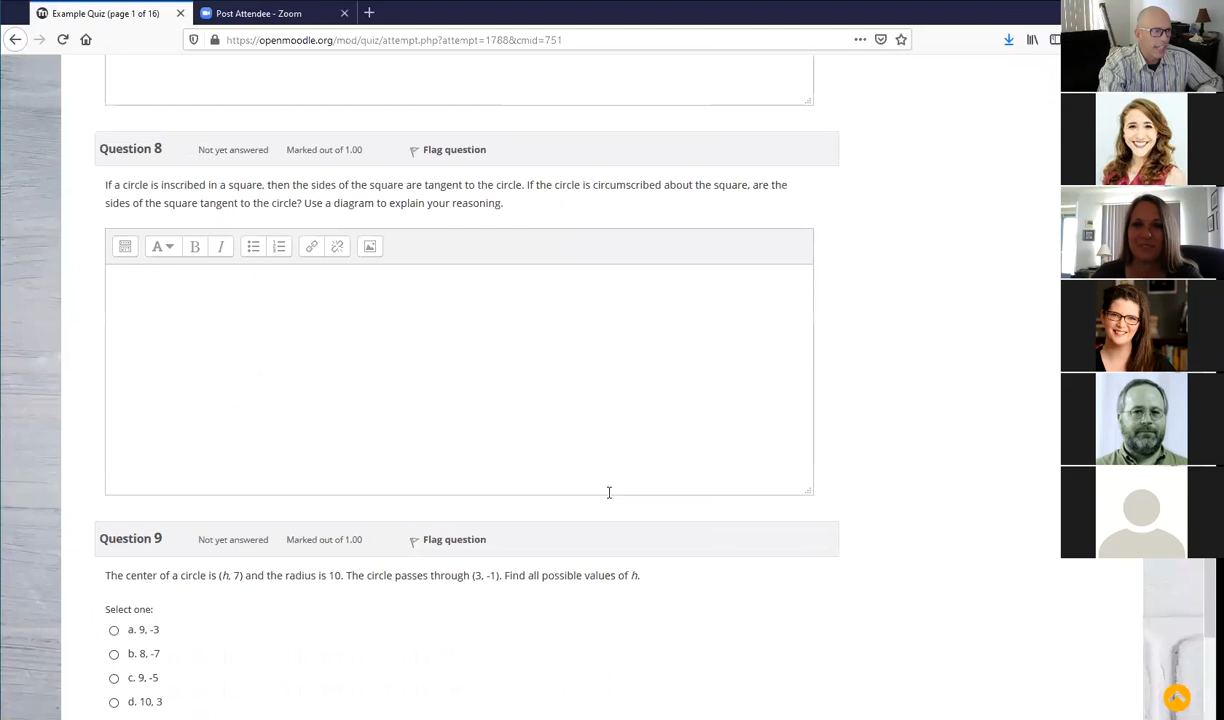 Example Quiz (page 1 of 16)
Post Attendee - Zoom
https://openmoodle.org/mod/quiz/attempt.php?attempt=1788&cmid=751
Question 8 Not yet answered Marked out of 1.00 Flag question
If a circle is inscribed in a square, then the sides of the square are tangent to the circle. If the circle is circumscribed about the square, are the
sides of the square tangent to the circle? Use a diagram to explain your reasoning.
A B I
Question 9 Not yet answered Marked out of 1.00 Flag question
The center of a circle is (h, 7) and the radius is 10. The circle passes through (3, -1). Find all possible values of h.
Select one:
a. 9, -3
b. 8, -7
c. 9, -5
d. 10, 3